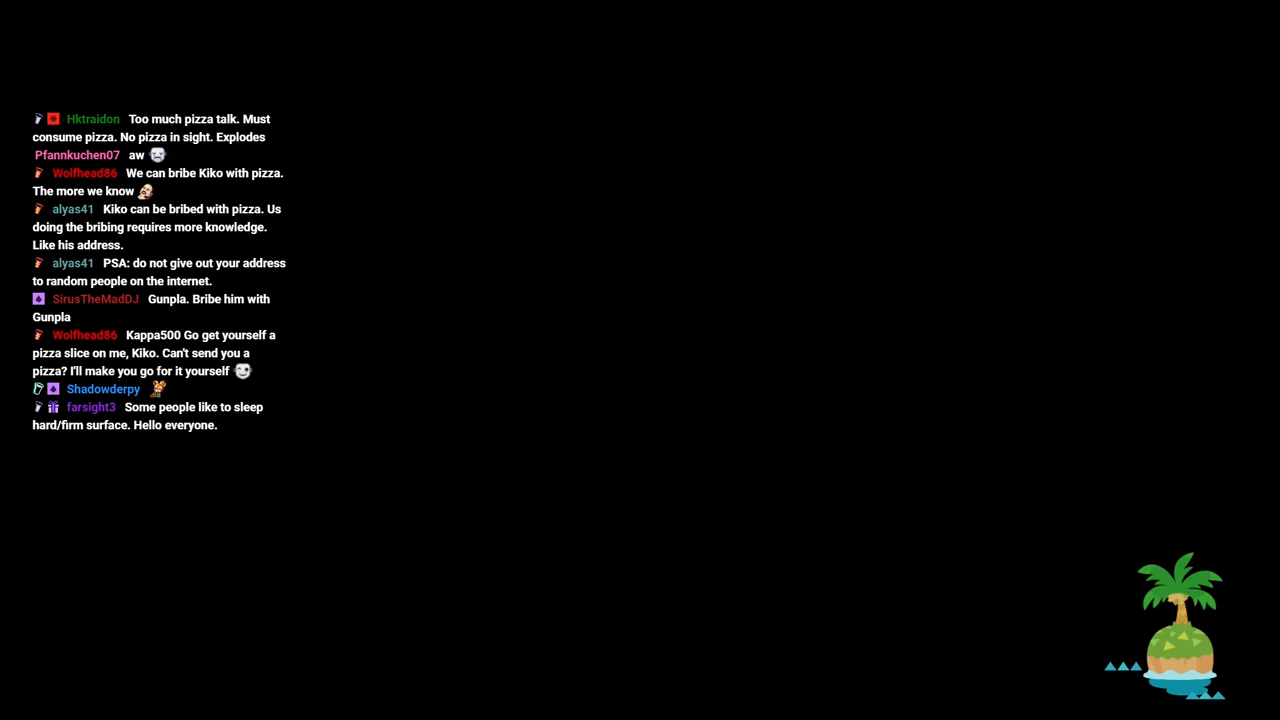 Hktraidon Too much pizza talk. Must
consume pizza. No pizza in sight. Explodes
Pfannkuchen07 aw
Wolfhead86 We can bribe Kiko with pizza.
The more we know
alyas41 Kiko can be bribed with pizza. Us
doing the bribing requires more knowledge.
Like his address.
alyas41 PSA: do not give out your address
to random people on the internet.
SirusTheMadDJ Gunpla. Bribe him with
Gunpla
Wolfhead86 Kappa500 Go get yourself a
pizza slice on me, Kiko. Can't send you a
pizza? I'll make you go for it yourself
Shadowderpy
farsight3 Some people like to sleep
hard/firm surface. Hello everyone.